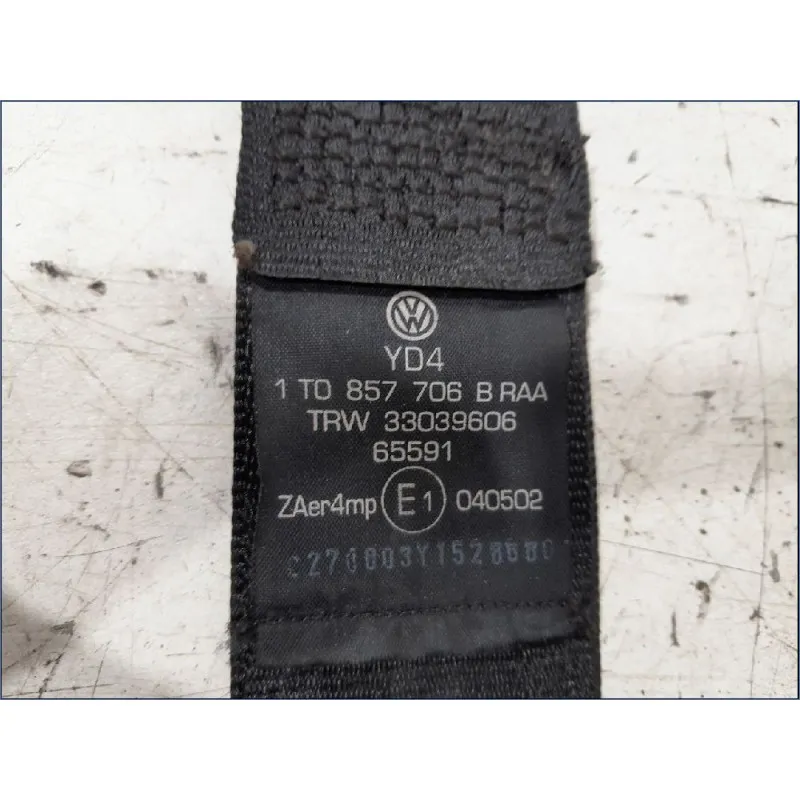 YD4
1 T0 857 706 B RAA
TRW 33039606
65591
ZAer4mp E1 040502